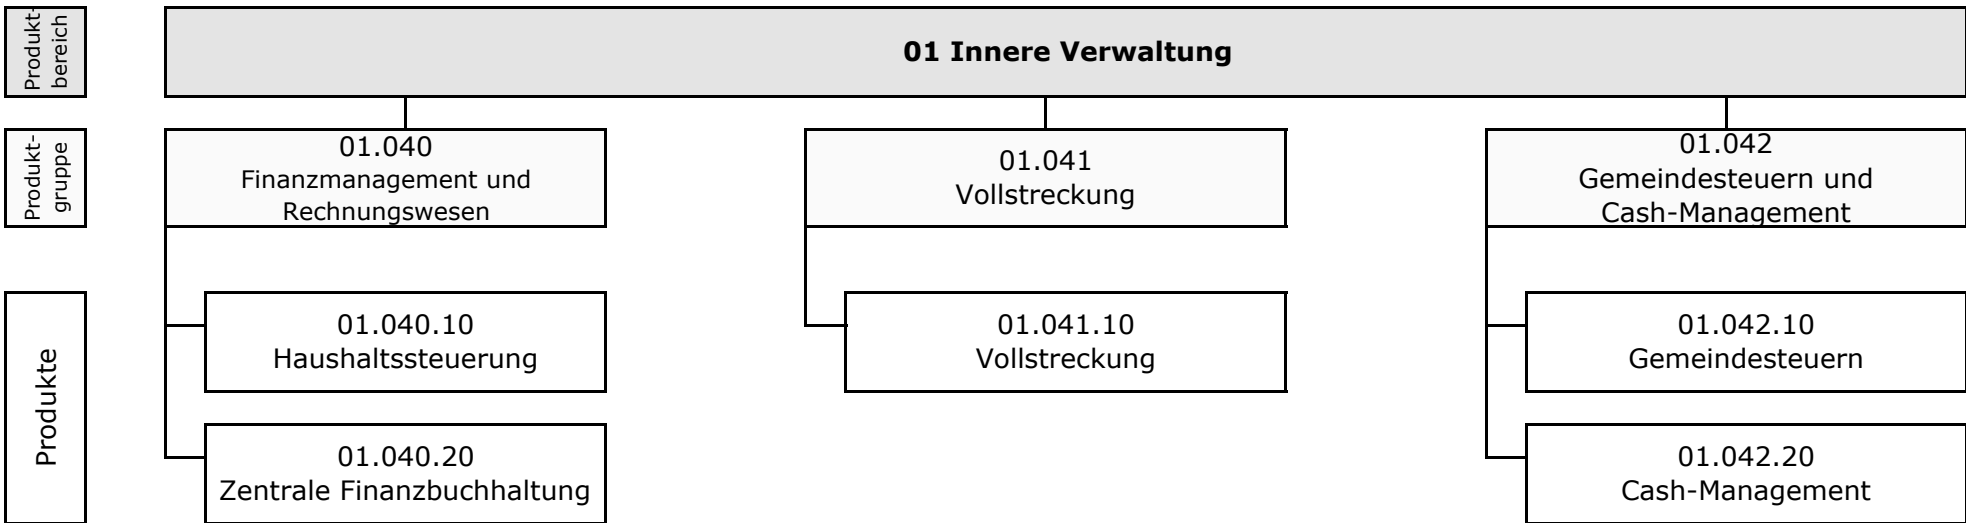 Produkt-
bereich
01 Innere Verwaltung
Produkt-
gruppe
01.040
Finanzmanagement und
Rechnungswesen
01.041
Vollstreckung
01.042
Gemeindesteuern und
Cash-Management
Produkte
01.040.10
Haushaltssteuerung
01.041.10
Vollstreckung
01.042.10
Gemeindesteuern
01.040.20
Zentrale Finanzbuchhaltung
01.042.20
Cash-Management